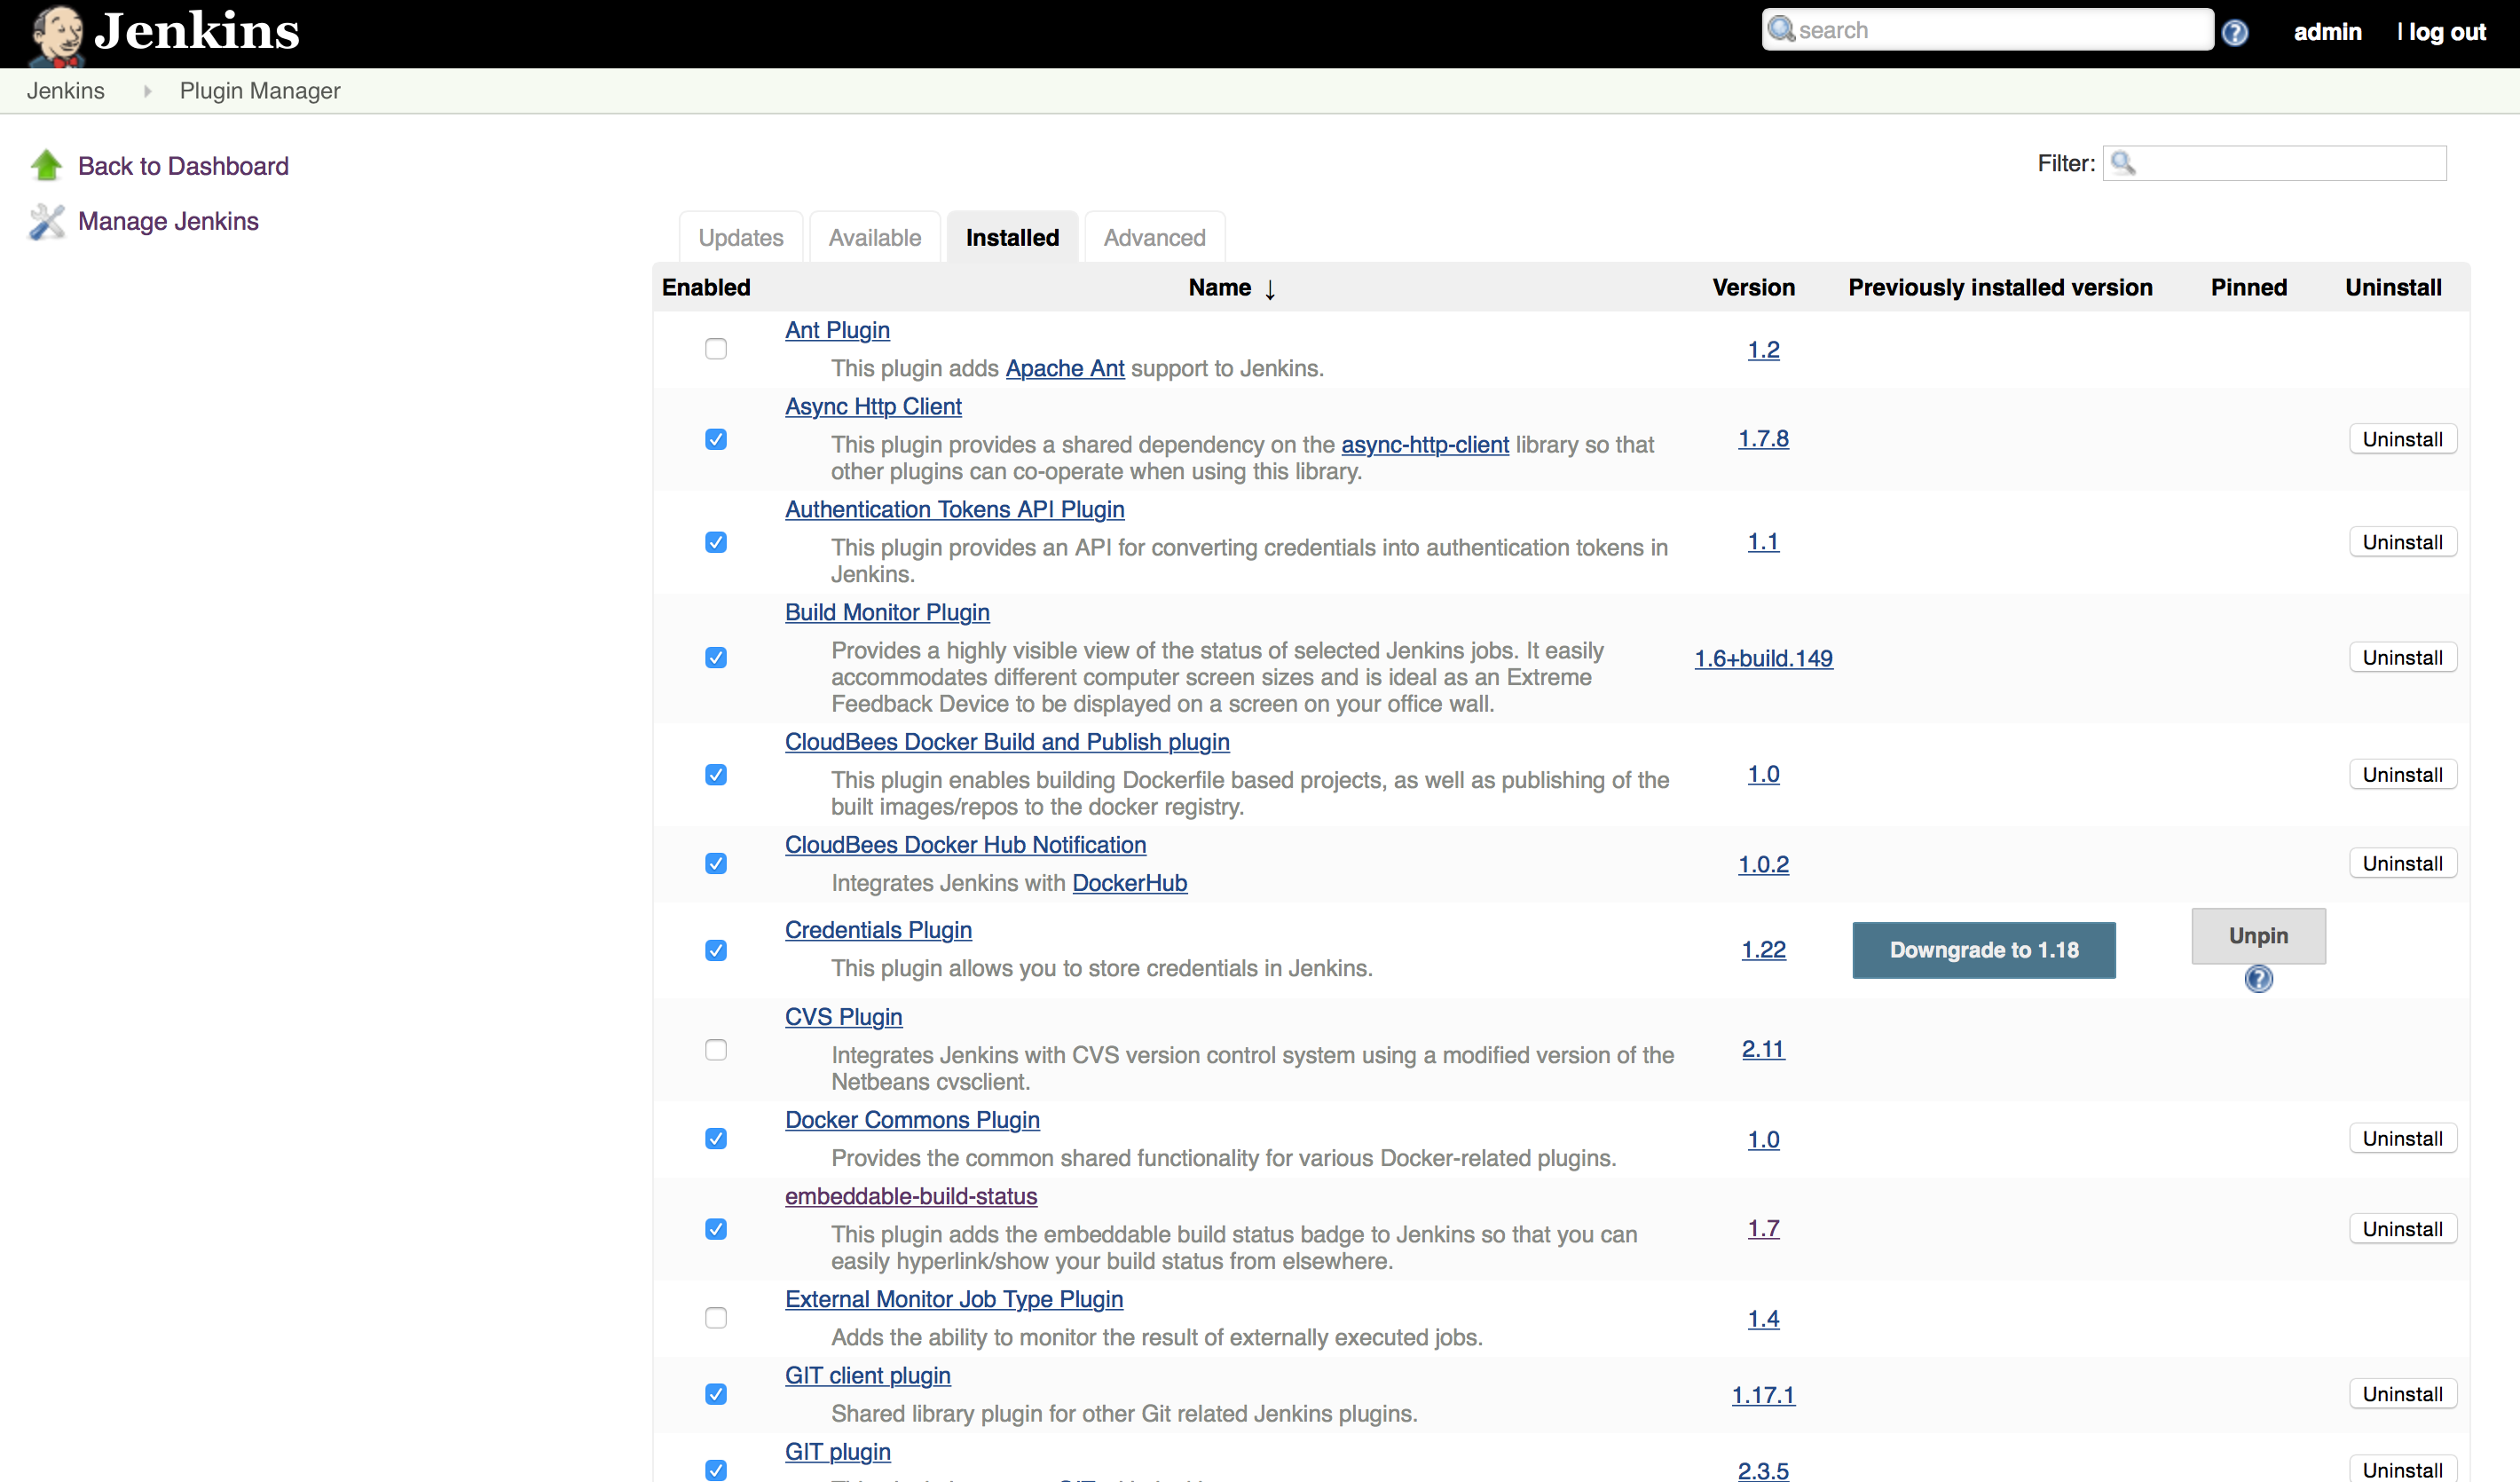 Jenkins
search
admin
| log out
Jenkins
Plugin Manager
Back to Dashboard
Manage Jenkins
Filter:
Updates
Available
Installed
Advanced
Enabled
Name ↓
Version
Previously installed version
Pinned
Uninstall
Ant Plugin
This plugin adds Apache Ant support to Jenkins.
1.2
Async Http Client
This plugin provides a shared dependency on the async-http-client library so that
other plugins can co-operate when using this library.
1.7.8
Uninstall
Authentication Tokens API Plugin
This plugin provides an API for converting credentials into authentication tokens in
Jenkins.
1.1
Uninstall
Build Monitor Plugin
Provides a highly visible view of the status of selected Jenkins jobs. It easily
accommodates different computer screen sizes and is ideal as an Extreme
Feedback Device to be displayed on a screen on your office wall.
1.6+build.149
Uninstall
CloudBees Docker Build and Publish plugin
This plugin enables building Dockerfile based projects, as well as publishing of the
built images/repos to the docker registry.
1.0
Uninstall
CloudBees Docker Hub Notification
Integrates Jenkins with DockerHub
1.0.2
Uninstall
Credentials Plugin
This plugin allows you to store credentials in Jenkins.
1.22
Downgrade to 1.18
Unpin
?
CVS Plugin
Integrates Jenkins with CVS version control system using a modified version of the
Netbeans cvsclient.
2.11
Docker Commons Plugin
Provides the common shared functionality for various Docker-related plugins.
1.0
Uninstall
embeddable-build-status
This plugin adds the embeddable build status badge to Jenkins so that you can
easily hyperlink/show your build status from elsewhere.
1.7
Uninstall
External Monitor Job Type Plugin
Adds the ability to monitor the result of externally executed jobs.
1.4
GIT client plugin
Shared library plugin for other Git related Jenkins plugins.
1.17.1
Uninstall
GIT plugin
2.3.5
Uninstall